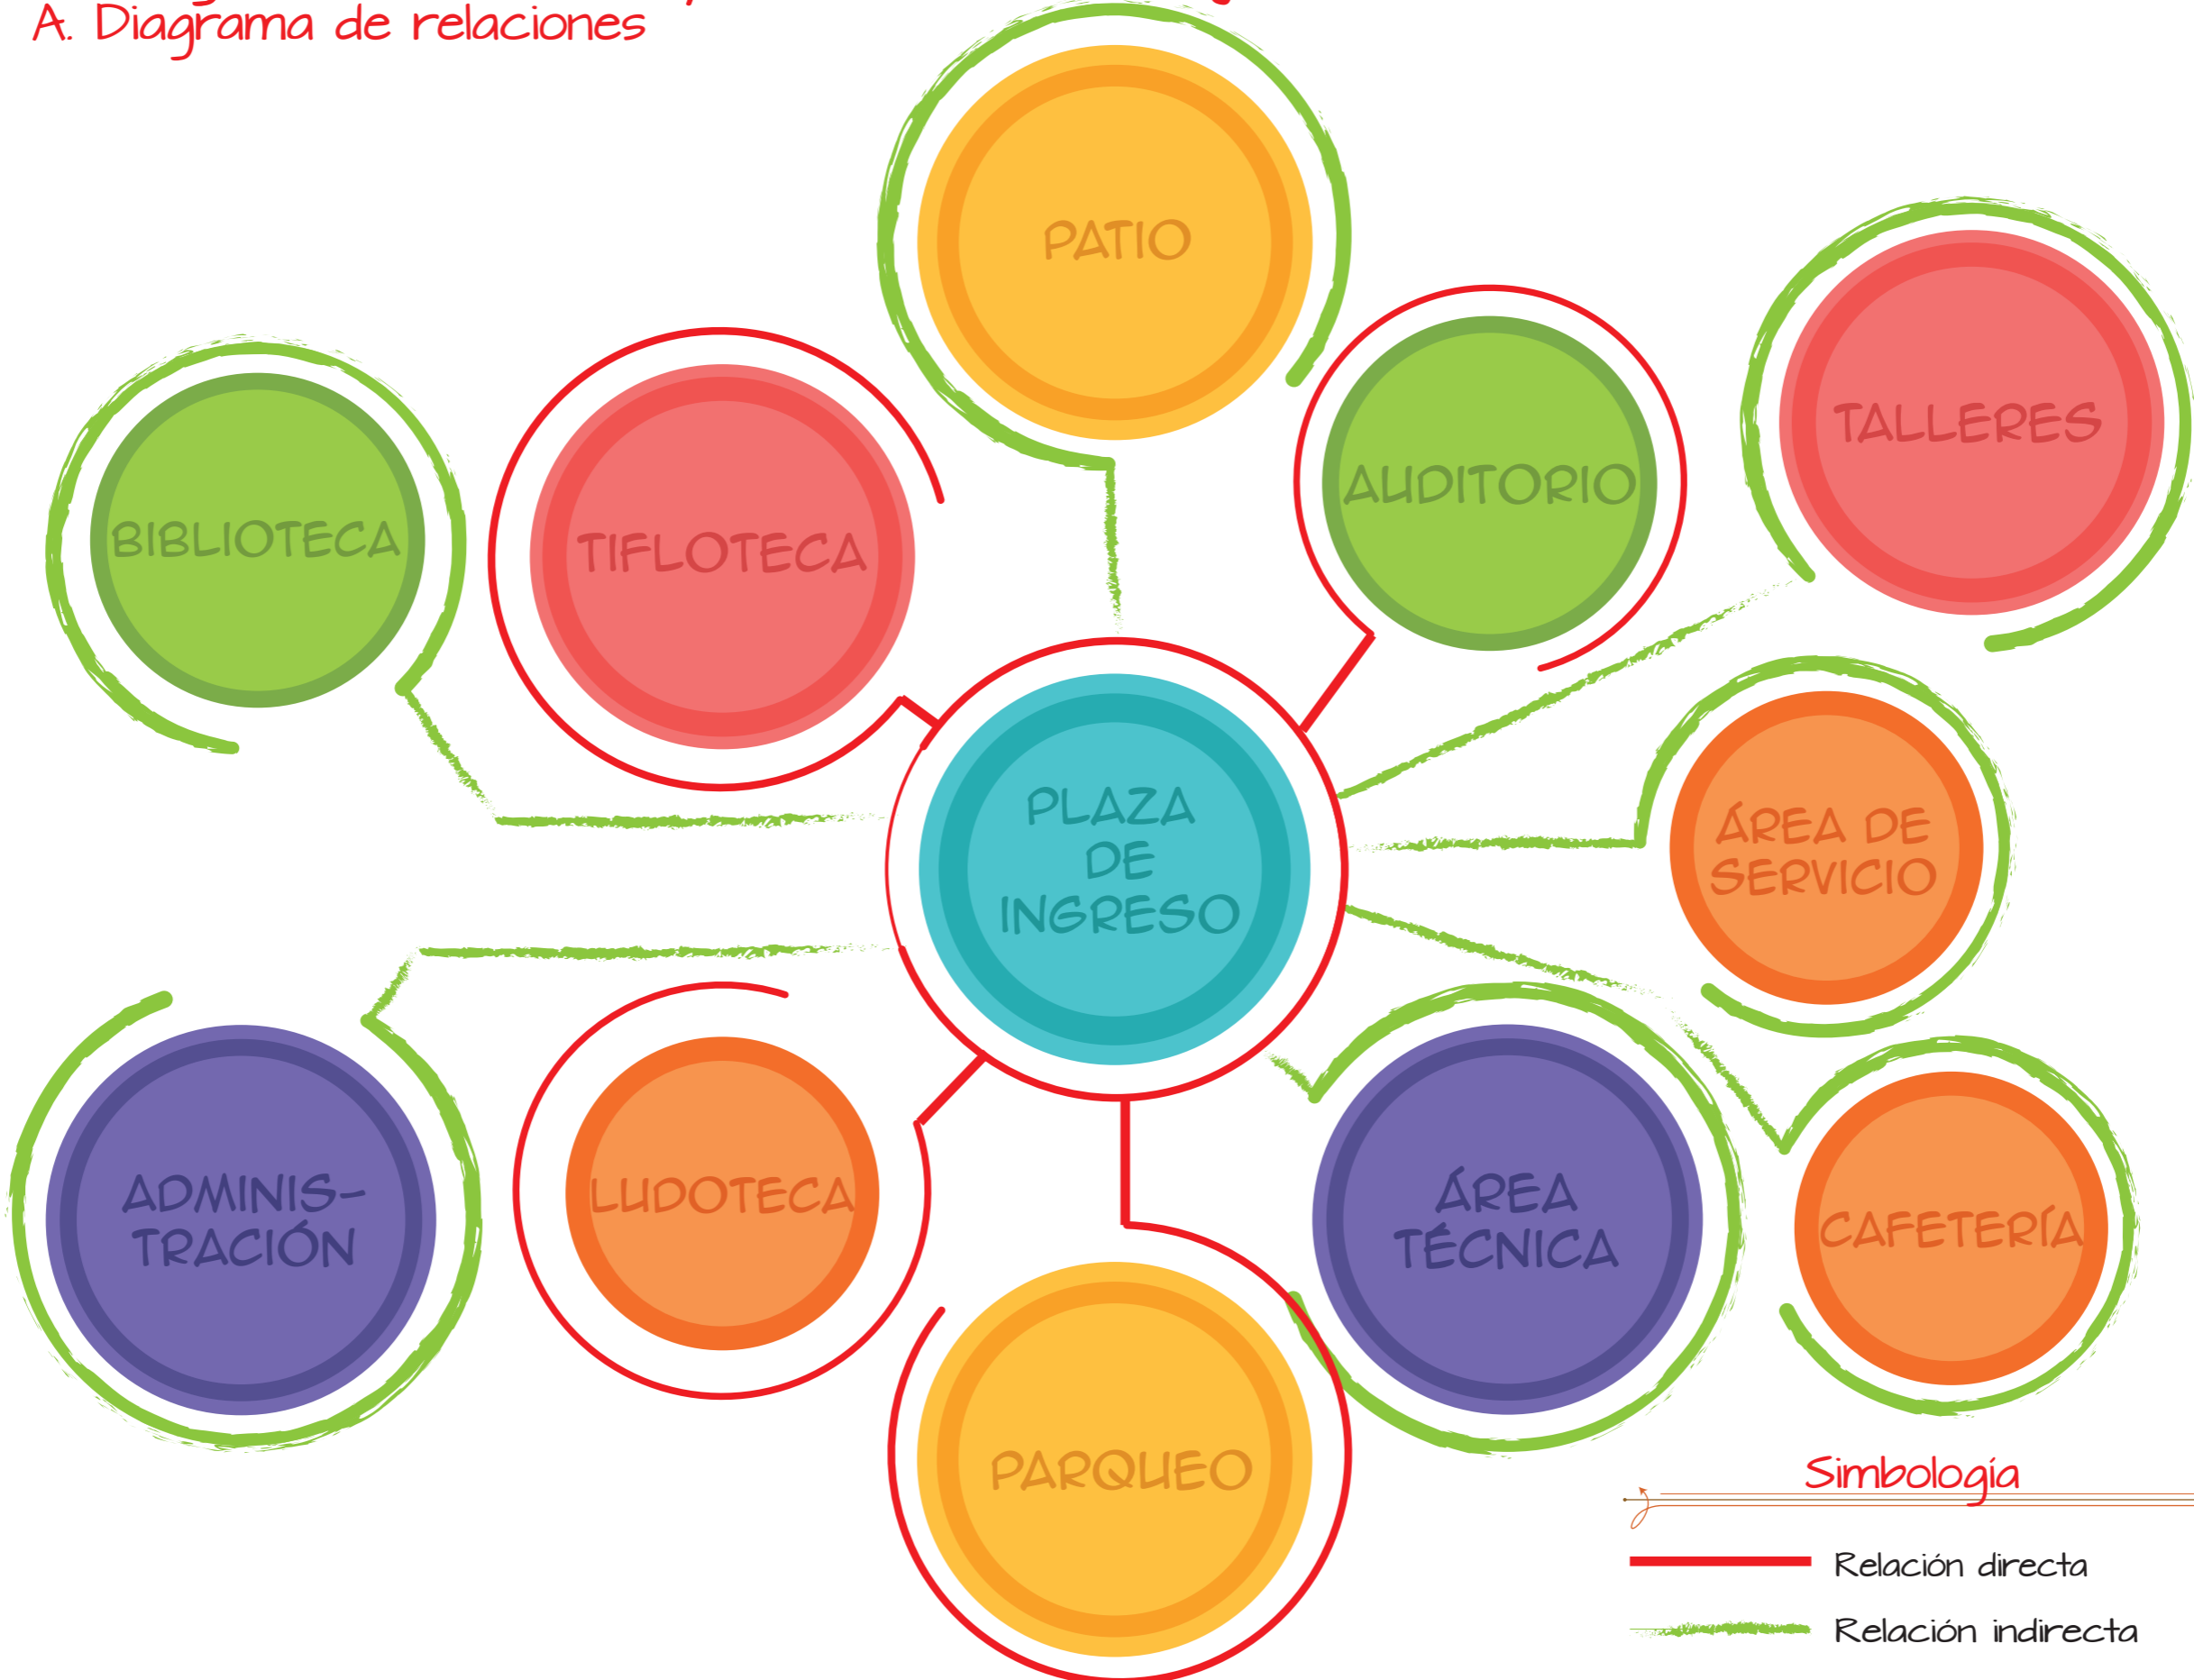 A. Diagrama de relaciones
PATIO
TALLERES
AUDITORIO
BIBLIOTECA
TIFLOTECA
PLAZA
DE
INGRESO
ÁREA DE
SERVICIO
ADMINIS-
TRACIÓN
LUDOTECA
ÁREA
TÉCNICA
CAFETERÍA
PARQUEO
Simbología
Relación directa
Relación indirecta